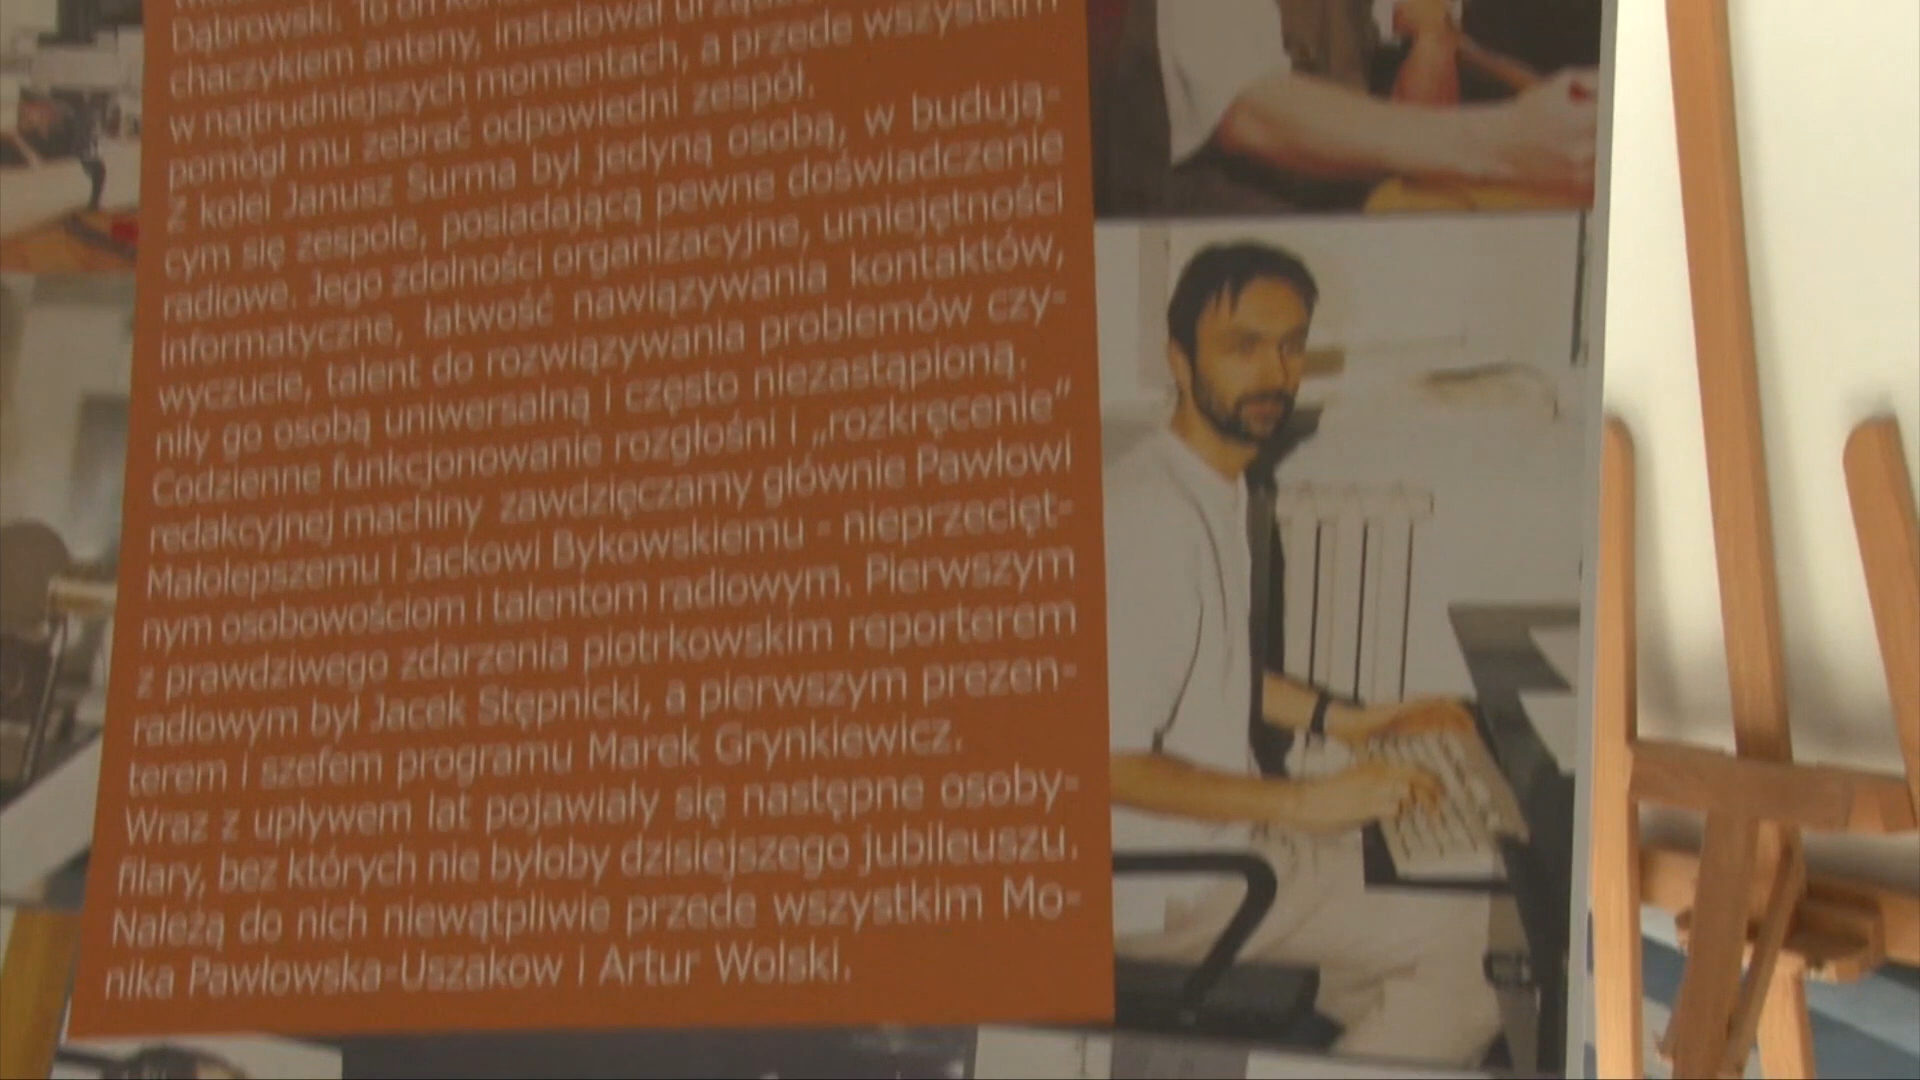 Dąbrowski. To on
chaczykiem anteny, instalował
w najtrudniejszych momentach, a przede wszystkim
pomógł mu zebrać odpowiedni zespół.
Z kolei Janusz Surma był jedyną osobą, w budują-
cym się zespole, posiadającą pewne doświadczenie
radiowe. Jego zdolności organizacyjne, umiejętności
informatyczne, łatwość nawiązywania kontaktów,
wyczucie, talent do rozwiązywania problemów czy-
niły go osobą uniwersalną i często niezastąpioną.
Codzienne funkcjonowanie rozgłośni i „rozkręcenie”
redakcyjnej machiny zawdzięczamy głównie Pawłowi
Małolepszemu i Jackowi Bykowskiemu - nieprzecięt-
nym osobowościom i talentom radiowym. Pierwszym
z prawdziwego zdarzenia piotrkowskim reporterem
radiowym był Jacek Stępnicki, a pierwszym prezen-
terem i szefem programu Marek Grynkiewicz.
Wraz z upływem lat pojawiały się następne osoby-
filary, bez których nie byłoby dzisiejszego jubileuszu.
Należą do nich niewątpliwie przede wszystkim Mo-
nika Pawłowska-Uszakow i Artur Wolski.